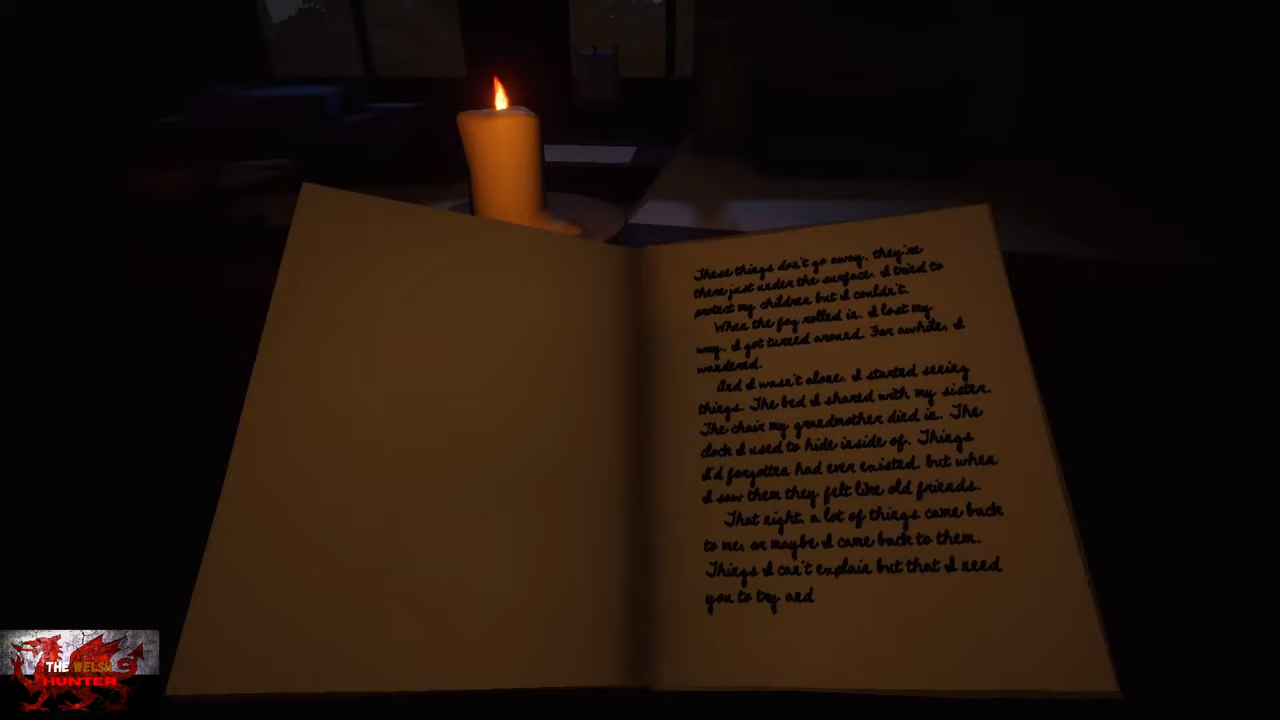 These things don't go away, they're
there just under the surface. I tried to
protect my children but I couldn't.
When the fog rolled in, I lost my
way. I got turned around. For awhile, I
wandered.
And I wasn't alone. I started seeing
things. The bed I shared with my sister.
The chair my grandmother died in. The
clock I used to hide inside of. Things
I'd forgotten had ever existed, but when
I saw them they felt like old friends.
That night, a lot of things came back
to me, or maybe I came back to them.
Things I can't explain but that I need
you to try and
THE WELSH
HUNTER